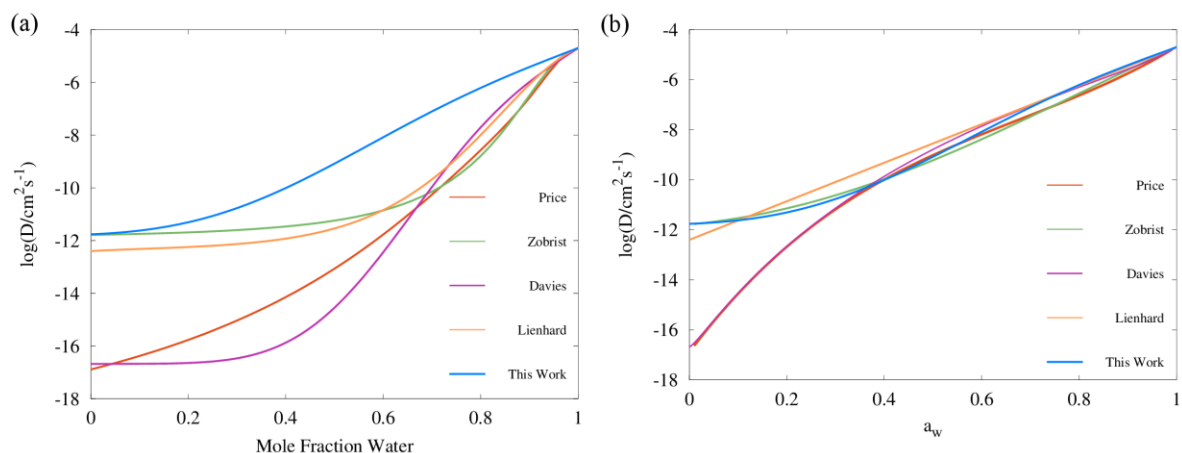 (a)
-4
-6
-8
-10
-12
-14
-16
-18
log(D/cm²s⁻¹)
0
0.2
0.4
0.6
0.8
1
Mole Fraction Water
Price
Zobrist
Davies
Lienhard
This Work
(b)
-4
-6
-8
-10
-12
-14
-16
-18
log(D/cm²s⁻¹)
0
0.2
0.4
0.6
0.8
1
a_w
Price
Zobrist
Davies
Lienhard
This Work